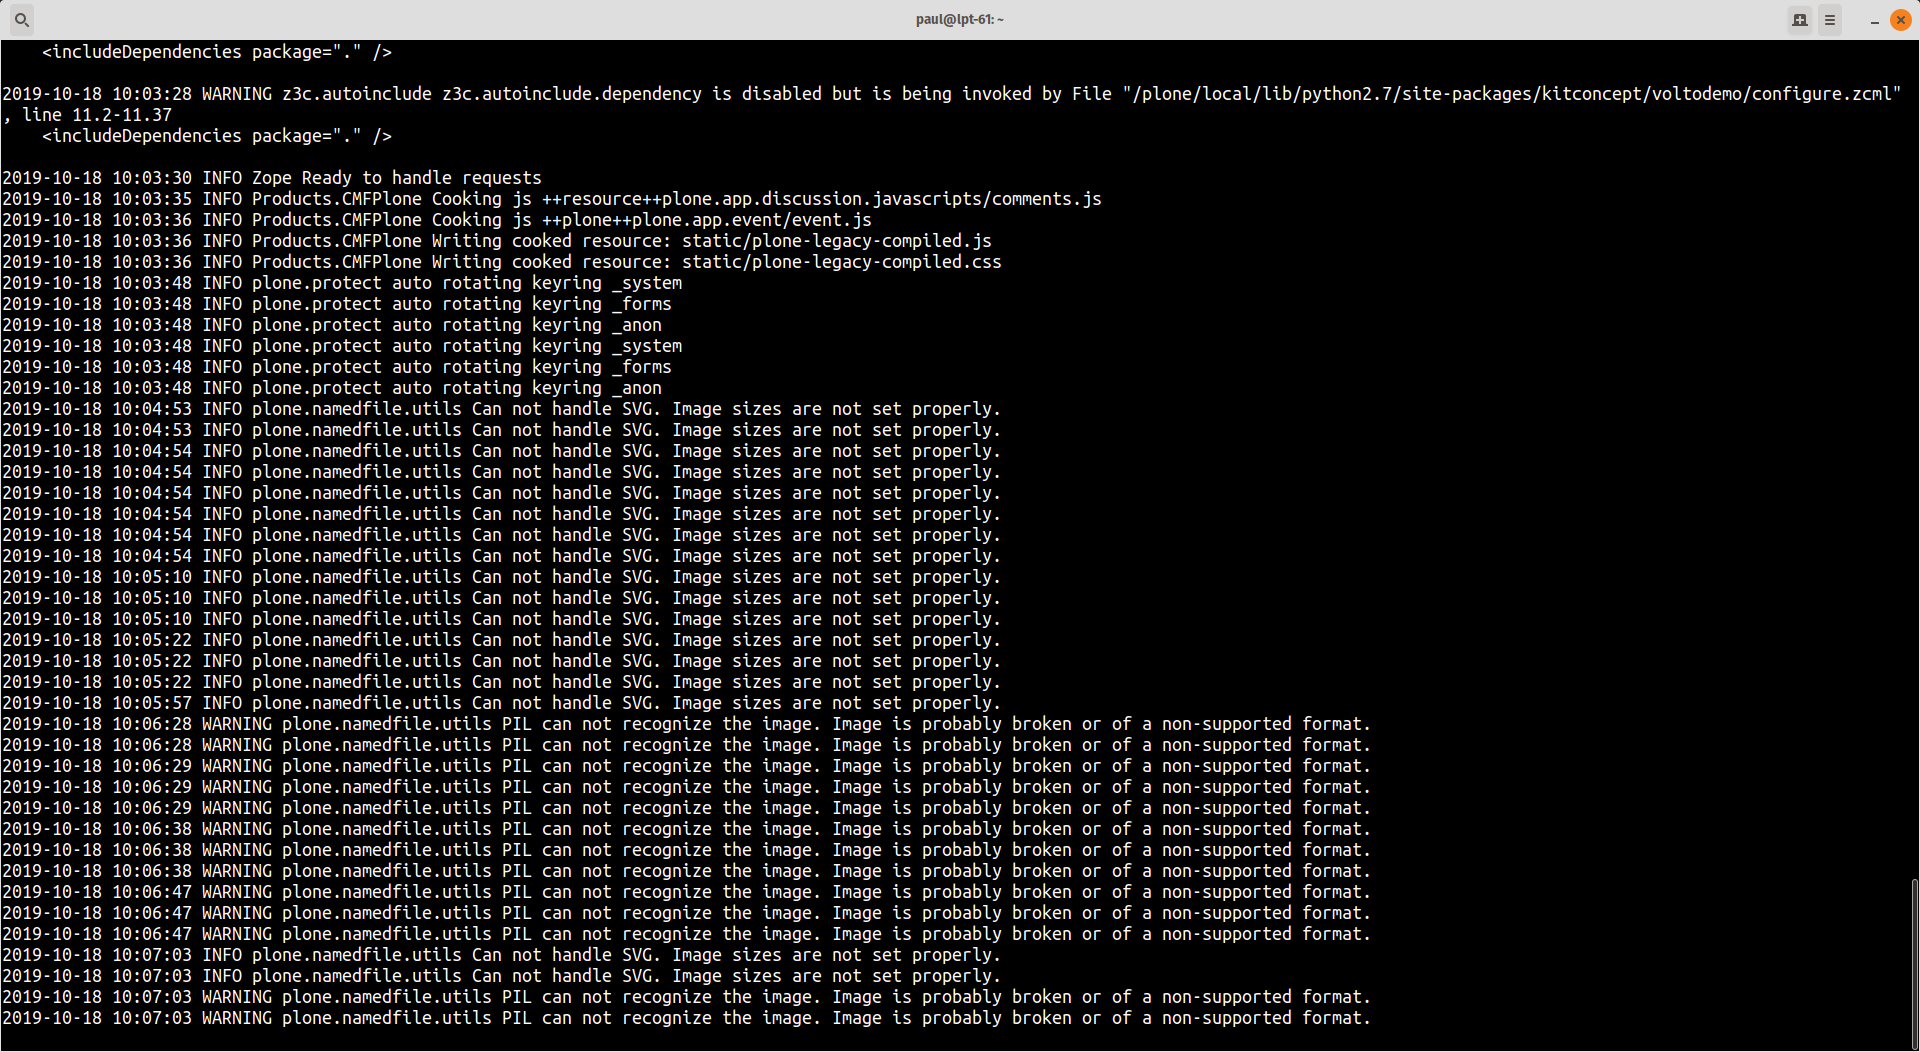 paul@lpt-61: ~
    <includeDependencies package="." />
2019-10-18 10:03:28 WARNING z3c.autoinclude z3c.autoinclude.dependency is disabled but is being invoked by File "/plone/local/lib/python2.7/site-packages/kitconcept/voltodemo/configure.zcml"
, line 11.2-11.37
    <includeDependencies package="." />
2019-10-18 10:03:30 INFO Zope Ready to handle requests
2019-10-18 10:03:35 INFO Products.CMFPlone Cooking js ++resource++plone.app.discussion.javascripts/comments.js
2019-10-18 10:03:36 INFO Products.CMFPlone Cooking js ++plone++plone.app.event/event.js
2019-10-18 10:03:36 INFO Products.CMFPlone Writing cooked resource: static/plone-legacy-compiled.js
2019-10-18 10:03:36 INFO Products.CMFPlone Writing cooked resource: static/plone-legacy-compiled.css
2019-10-18 10:03:48 INFO plone.protect auto rotating keyring _system
2019-10-18 10:03:48 INFO plone.protect auto rotating keyring _forms
2019-10-18 10:03:48 INFO plone.protect auto rotating keyring _anon
2019-10-18 10:03:48 INFO plone.protect auto rotating keyring _system
2019-10-18 10:03:48 INFO plone.protect auto rotating keyring _forms
2019-10-18 10:03:48 INFO plone.protect auto rotating keyring _anon
2019-10-18 10:04:53 INFO plone.namedfile.utils Can not handle SVG. Image sizes are not set properly.
2019-10-18 10:04:53 INFO plone.namedfile.utils Can not handle SVG. Image sizes are not set properly.
2019-10-18 10:04:54 INFO plone.namedfile.utils Can not handle SVG. Image sizes are not set properly.
2019-10-18 10:04:54 INFO plone.namedfile.utils Can not handle SVG. Image sizes are not set properly.
2019-10-18 10:04:54 INFO plone.namedfile.utils Can not handle SVG. Image sizes are not set properly.
2019-10-18 10:04:54 INFO plone.namedfile.utils Can not handle SVG. Image sizes are not set properly.
2019-10-18 10:04:54 INFO plone.namedfile.utils Can not handle SVG. Image sizes are not set properly.
2019-10-18 10:04:54 INFO plone.namedfile.utils Can not handle SVG. Image sizes are not set properly.
2019-10-18 10:05:10 INFO plone.namedfile.utils Can not handle SVG. Image sizes are not set properly.
2019-10-18 10:05:10 INFO plone.namedfile.utils Can not handle SVG. Image sizes are not set properly.
2019-10-18 10:05:10 INFO plone.namedfile.utils Can not handle SVG. Image sizes are not set properly.
2019-10-18 10:05:22 INFO plone.namedfile.utils Can not handle SVG. Image sizes are not set properly.
2019-10-18 10:05:22 INFO plone.namedfile.utils Can not handle SVG. Image sizes are not set properly.
2019-10-18 10:05:22 INFO plone.namedfile.utils Can not handle SVG. Image sizes are not set properly.
2019-10-18 10:05:57 INFO plone.namedfile.utils Can not handle SVG. Image sizes are not set properly.
2019-10-18 10:06:28 WARNING plone.namedfile.utils PIL can not recognize the image. Image is probably broken or of a non-supported format.
2019-10-18 10:06:28 WARNING plone.namedfile.utils PIL can not recognize the image. Image is probably broken or of a non-supported format.
2019-10-18 10:06:29 WARNING plone.namedfile.utils PIL can not recognize the image. Image is probably broken or of a non-supported format.
2019-10-18 10:06:29 WARNING plone.namedfile.utils PIL can not recognize the image. Image is probably broken or of a non-supported format.
2019-10-18 10:06:29 WARNING plone.namedfile.utils PIL can not recognize the image. Image is probably broken or of a non-supported format.
2019-10-18 10:06:38 WARNING plone.namedfile.utils PIL can not recognize the image. Image is probably broken or of a non-supported format.
2019-10-18 10:06:38 WARNING plone.namedfile.utils PIL can not recognize the image. Image is probably broken or of a non-supported format.
2019-10-18 10:06:38 WARNING plone.namedfile.utils PIL can not recognize the image. Image is probably broken or of a non-supported format.
2019-10-18 10:06:47 WARNING plone.namedfile.utils PIL can not recognize the image. Image is probably broken or of a non-supported format.
2019-10-18 10:06:47 WARNING plone.namedfile.utils PIL can not recognize the image. Image is probably broken or of a non-supported format.
2019-10-18 10:06:47 WARNING plone.namedfile.utils PIL can not recognize the image. Image is probably broken or of a non-supported format.
2019-10-18 10:07:03 INFO plone.namedfile.utils Can not handle SVG. Image sizes are not set properly.
2019-10-18 10:07:03 INFO plone.namedfile.utils Can not handle SVG. Image sizes are not set properly.
2019-10-18 10:07:03 WARNING plone.namedfile.utils PIL can not recognize the image. Image is probably broken or of a non-supported format.
2019-10-18 10:07:03 WARNING plone.namedfile.utils PIL can not recognize the image. Image is probably broken or of a non-supported format.